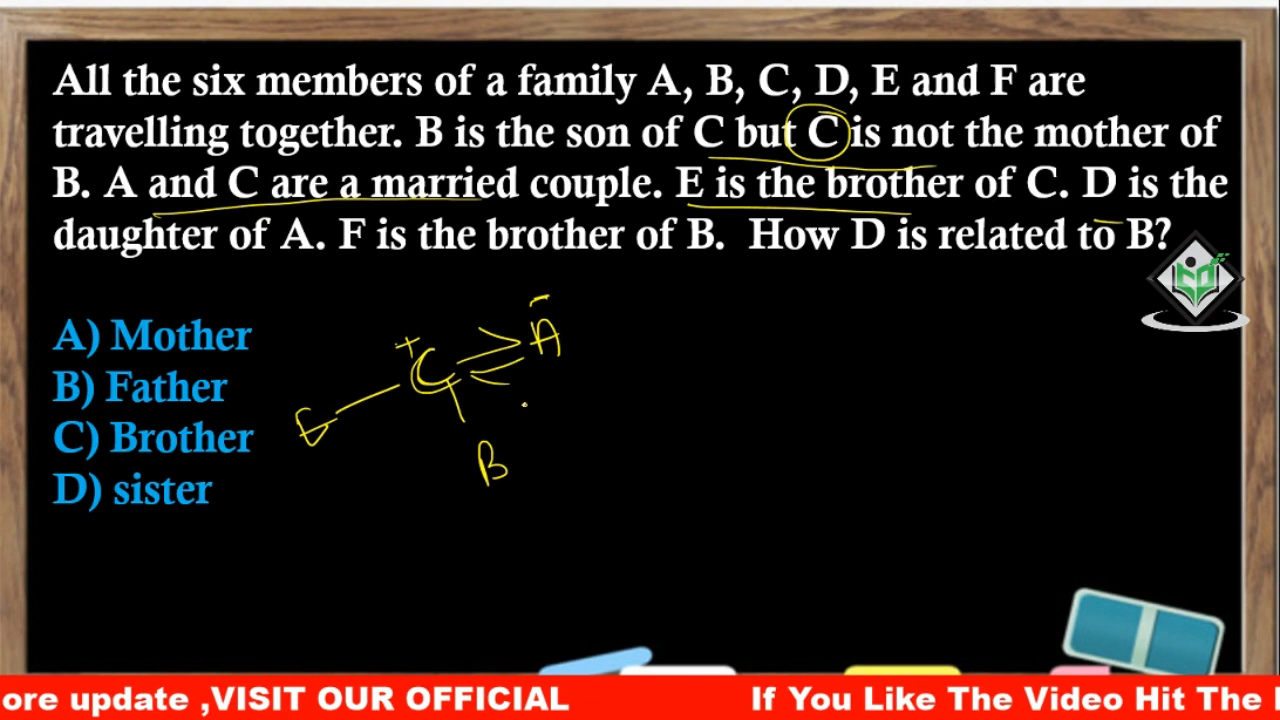 All the six members of a family A, B, C, D, E and F are
travelling together. B is the son of C but C is not the mother of
B. A and C are a married couple. E is the brother of C. D is the
daughter of A. F is the brother of B. How D is related to B?
A) Mother
B) Father
C) Brother
D) sister
+ C - A
E
B
ore update ,VISIT OUR OFFICIAL If You Like The Video Hit The